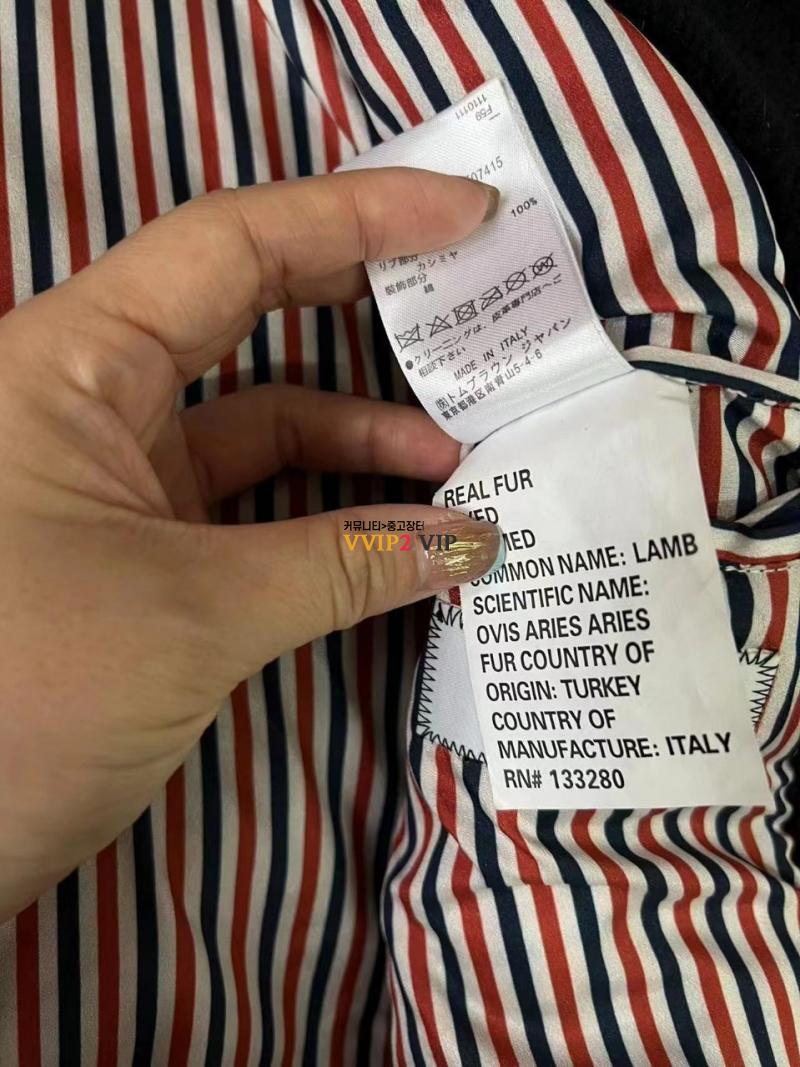 1110111
F59
07415
100%
リブ部分
カシミヤ
装飾部分
綿
●クリーニングは、皮革専門店へご
相談下さい
MADE IN ITALY
(株)トムブラウン ジャパン
東京都港区南青山5-4-6
REAL FUR
COMMON NAME: LAMB
SCIENTIFIC NAME:
OVIS ARIES ARIES
FUR COUNTRY OF
ORIGIN: TURKEY
COUNTRY OF
MANUFACTURE: ITALY
RN# 133280
커뮤니티>중고장터
VVIP2 VIP